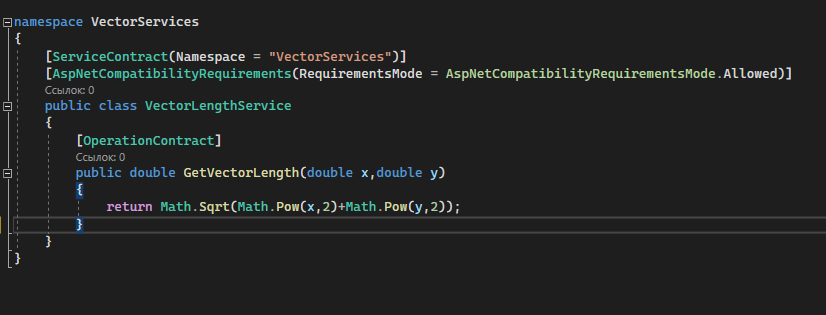 namespace VectorServices
{
[ServiceContract(Namespace = "VectorServices")]
[AspNetCompatibilityRequirements(RequirementsMode = AspNetCompatibilityRequirementsMode.Allowed)]
Ссылок: 0
public class VectorLengthService
{
[OperationContract]
Ссылок: 0
public double GetVectorLength(double x,double y)
{
return Math.Sqrt(Math.Pow(x,2)+Math.Pow(y,2));
}
}
}